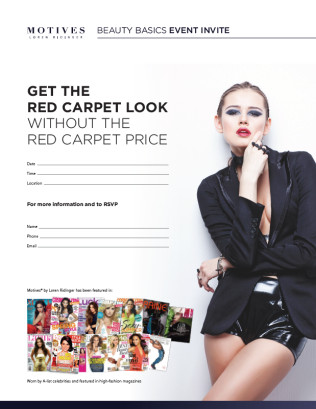 MOTIVES
LOREN RIDINGER
BEAUTY BASICS EVENT INVITE
GET THE
RED CARPET LOOK
WITHOUT THE
RED CARPET PRICE
Date
Time
Location
For more information and to RSVP
Name
Phone
Email
Motives® by Loren Ridinger has been featured in:
Worn by A-list celebrities and featured in high-fashion magazines